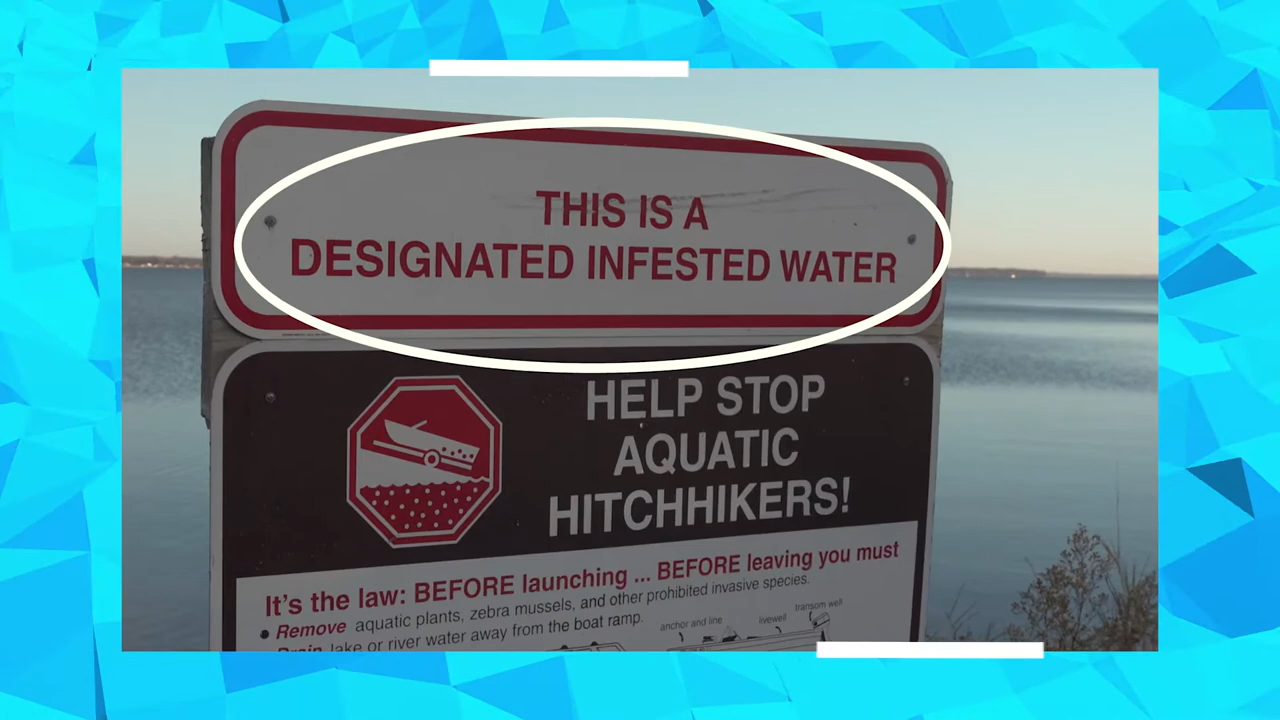 THIS IS A
DESIGNATED INFESTED WATER
HELP STOP
AQUATIC
HITCHHIKERS!
It's the law: BEFORE launching ... BEFORE leaving you must
• Remove aquatic plants, zebra mussels, and other prohibited invasive species.
Drain lake or river water away from the boat ramp.
anchor and line livewell transom well